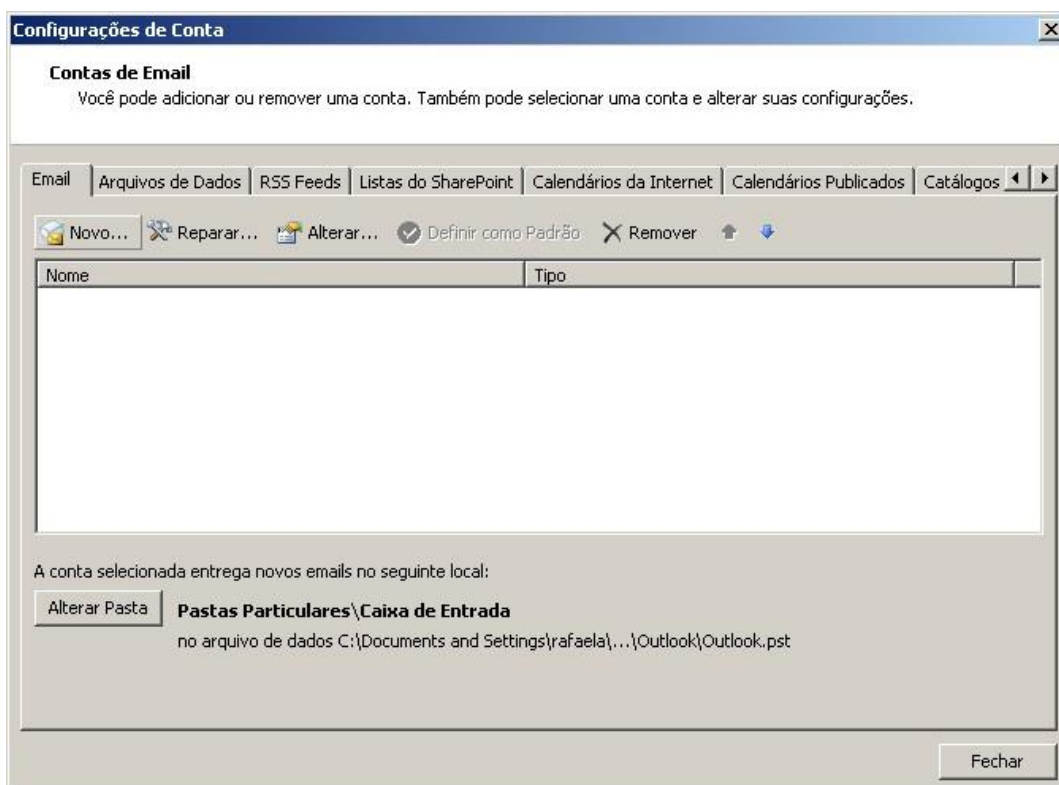 Configurações de Conta
Contas de Email
Você pode adicionar ou remover uma conta. Também pode selecionar uma conta e alterar suas configurações.
Email Arquivos de Dados RSS Feeds Listas do SharePoint Calendários da Internet Calendários Publicados Catálogos
Novo... Reparar... Alterar... Definir como Padrão Remover
Nome Tipo
A conta selecionada entrega novos emails no seguinte local:
Alterar Pasta Pastas Particulares\Caixa de Entrada
no arquivo de dados C:\Documents and Settings\rafaela\...\Outlook\Outlook.pst
Fechar